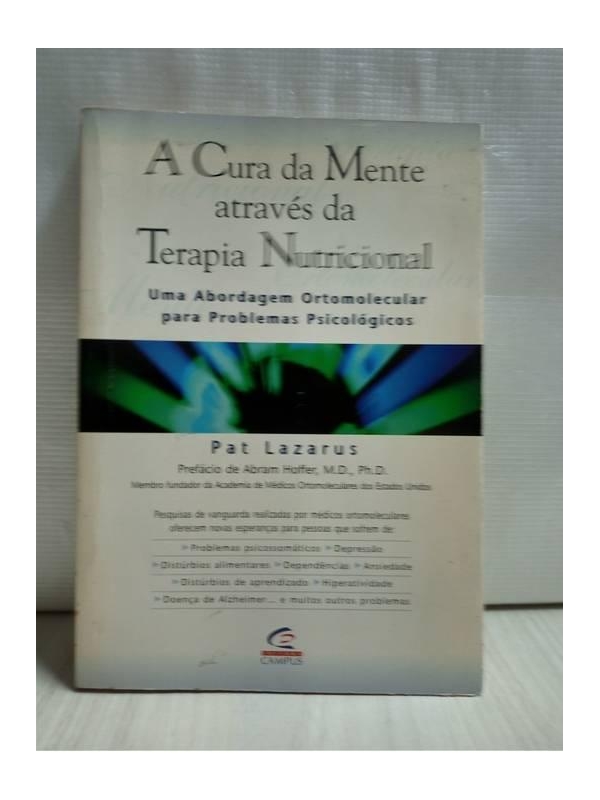 A Cura da Mente
através da
Terapia Nutricional
Uma Abordagem Ortomolecular
para Problemas Psicológicos
Pat Lazarus
Prefácio de Abram Hoffer, M.D., Ph.D.
Membro fundador da Academia de Médicos Ortomoleculares dos Estados Unidos
Pesquisas de vanguarda realizadas por médicos ortomoleculares
oferecem novas esperanças para pessoas que sofrem de:
» Problemas psicossomáticos » Depressão
» Distúrbios alimentares » Dependências » Ansiedade
» Distúrbios de aprendizado » Hiperatividade
» Doença de Alzheimer... e muitos outros problemas
CAMPUS